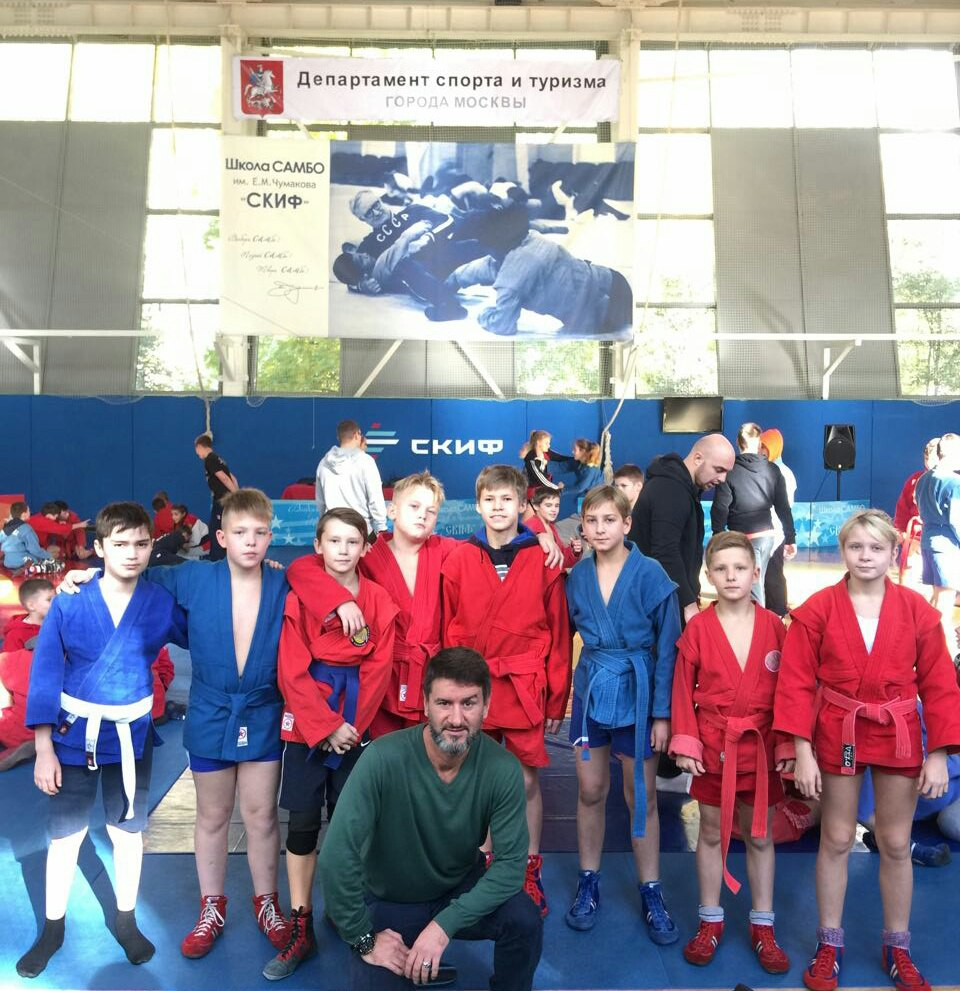 Департамент спорта и туризма
ГОРОДА МОСКВЫ
Школа САМБО
им. Е.М.Чумакова
"СКИФ"
СССР
СКИФ